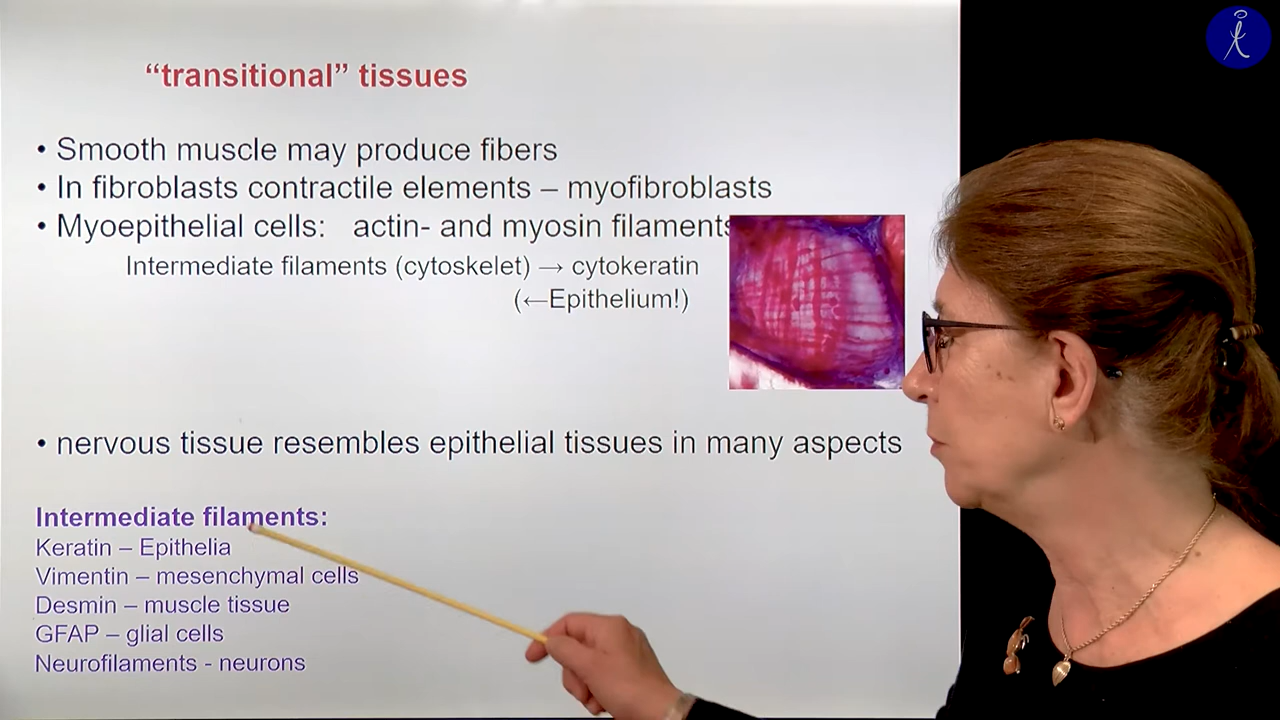 “transitional” tissues
• Smooth muscle may produce fibers
• In fibroblasts contractile elements – myofibroblasts
• Myoepithelial cells: actin- and myosin filaments
Intermediate filaments (cytoskelet) → cytokeratin
(←Epithelium!)
• nervous tissue resembles epithelial tissues in many aspects
Intermediate filaments:
Keratin – Epithelia
Vimentin – mesenchymal cells
Desmin – muscle tissue
GFAP – glial cells
Neurofilaments - neurons